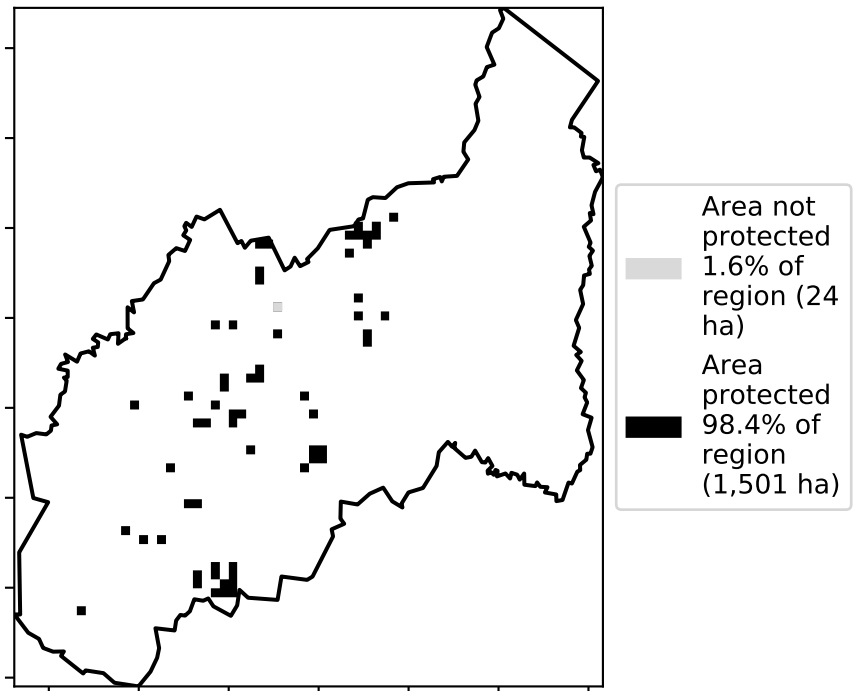 Area not
protected
1.6% of
region (24
ha)
Area
protected
98.4% of
region
(1,501 ha)